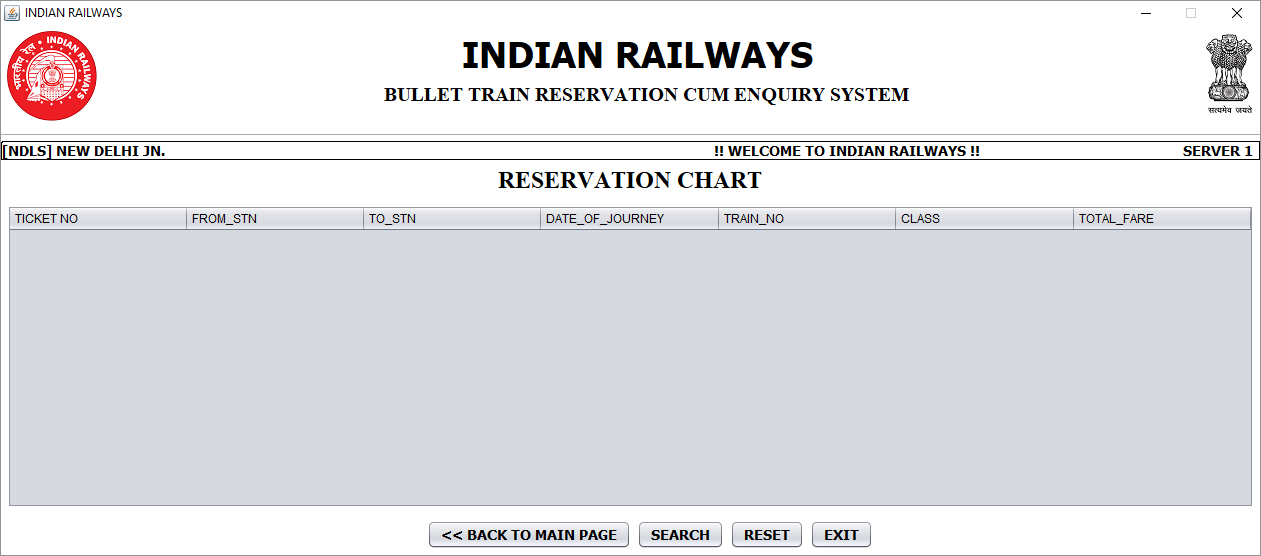 INDIAN RAILWAYS
भारतीय रेल • INDIAN RAILWAYS
INDIAN RAILWAYS
BULLET TRAIN RESERVATION CUM ENQUIRY SYSTEM
सत्यमेव जयते
[NDLS] NEW DELHI JN. !! WELCOME TO INDIAN RAILWAYS !! SERVER 1
RESERVATION CHART
TICKET NO FROM_STN TO_STN DATE_OF_JOURNEY TRAIN_NO CLASS TOTAL_FARE
<< BACK TO MAIN PAGE SEARCH RESET EXIT